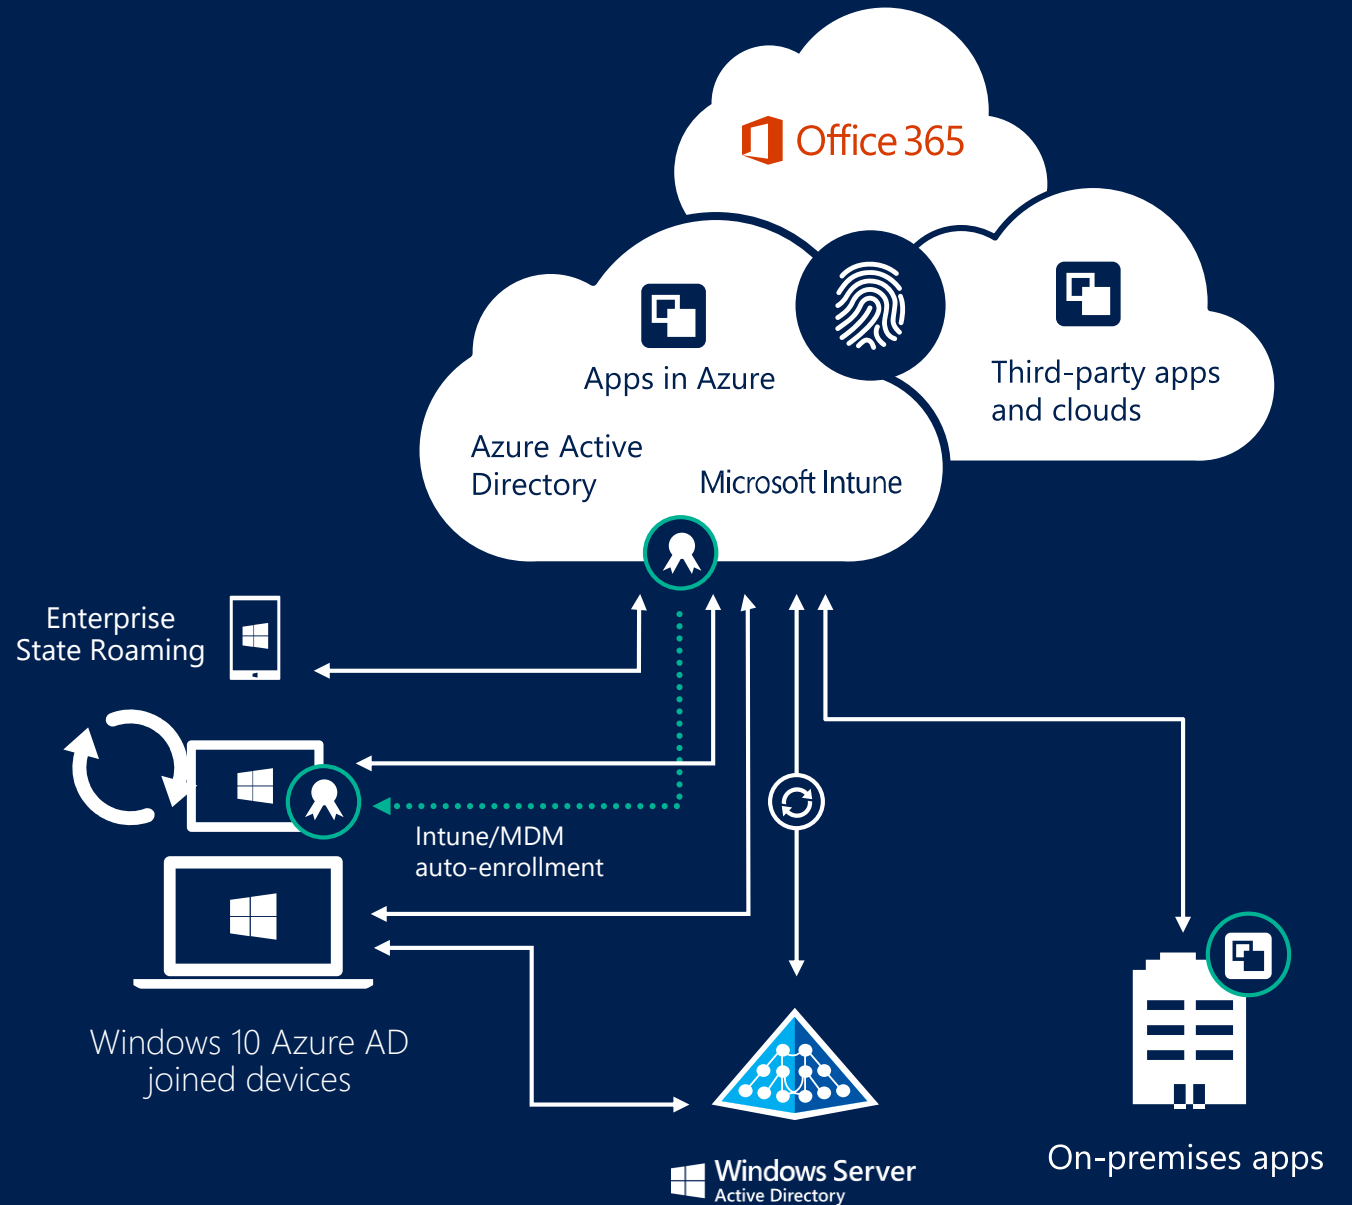 Office 365
Apps in Azure
Third-party apps
and clouds
Azure Active
Directory
Microsoft Intune
Enterprise
State Roaming
Intune/MDM
auto-enrollment
Windows 10 Azure AD
joined devices
Windows Server
Active Directory
On-premises apps